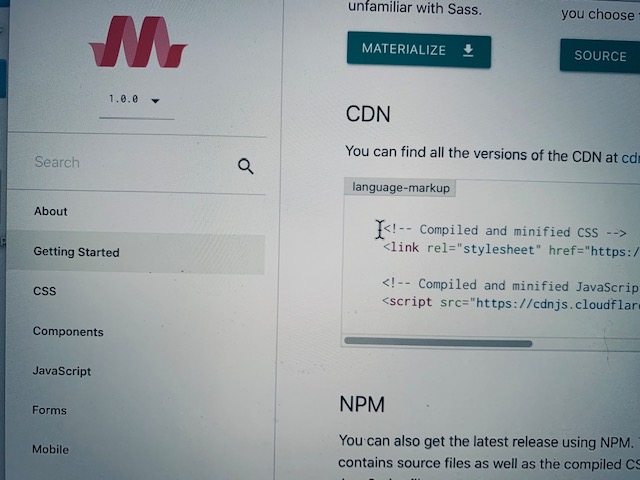 unfamiliar with Sass.
you choose
MATERIALIZE
SOURCE
1.0.0
Search
About
Getting Started
CSS
Components
JavaScript
Forms
Mobile
CDN
You can find all the versions of the CDN at cd
language-markup
<!-- Compiled and minified CSS -->
<link rel="stylesheet" href="https:/
<!-- Compiled and minified JavaScrip
<script src="https://cdnjs.cloudflar
NPM
You can also get the latest release using NPM.
contains source files as well as the compiled CS